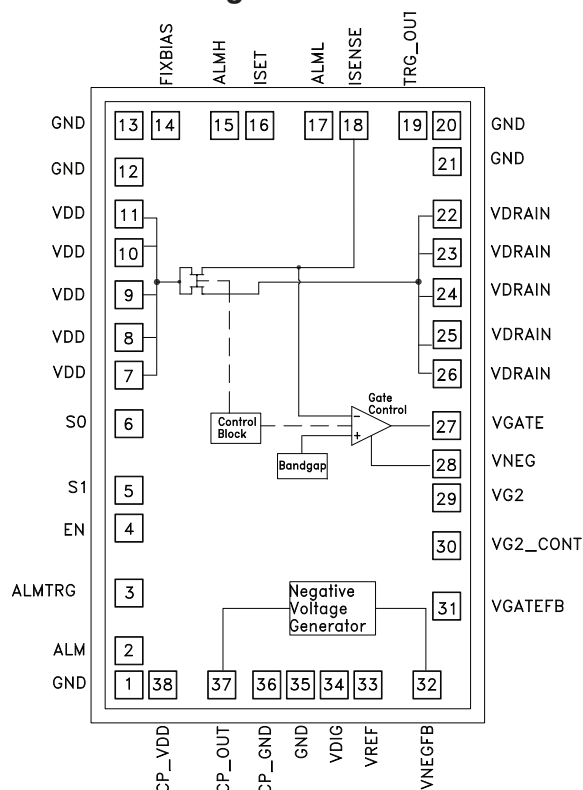 FIXBIAS
ALMH
ISET
ALML
ISENSE
TRG_OUT
GND 13 14 15 16 17 18 19 20 GND
GND 12 21 GND
VDD 11 22 VDRAIN
VDD 10 23 VDRAIN
VDD 9 24 VDRAIN
VDD 8 25 VDRAIN
VDD 7 26 VDRAIN
Gate
Control
S0 6 Control
Block
- + 27 VGATE
Bandgap
28 VNEG
S1 5 29 VG2
EN 4 30 VG2_CONT
ALMTRG 3 Negative
Voltage
Generator
31 VGATEFB
ALM 2
GND 1 38 37 36 35 34 33 32
CP_VDD
CP_OUT
CP_GND
GND
VDIG
VREF
VNEGFB